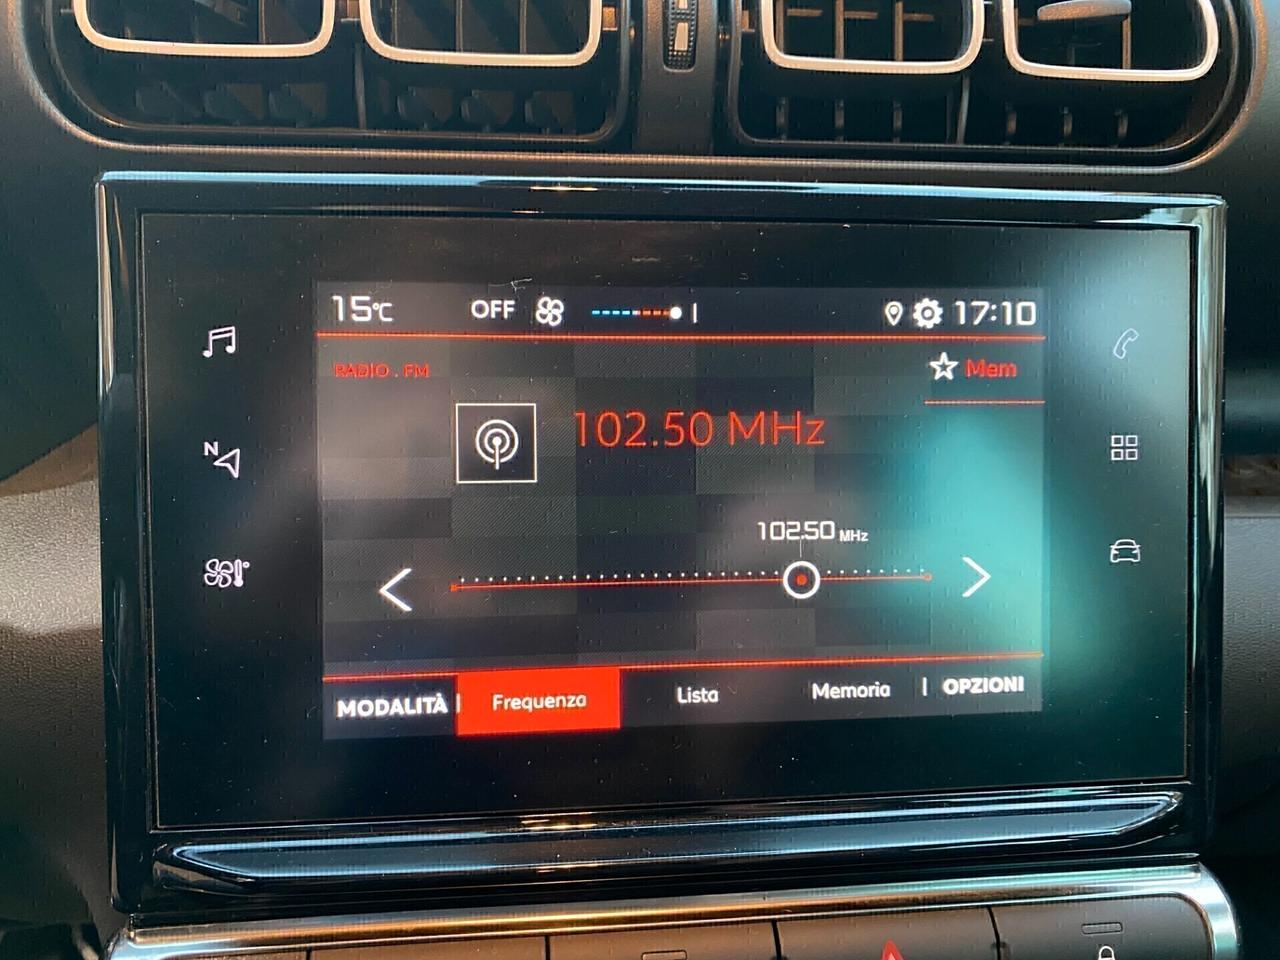 15°C OFF 17:10
RADIO . FM
Mem
102.50 MHz
N
102.50 MHz
MODALITÀ Frequenza Lista Memoria OPZIONI